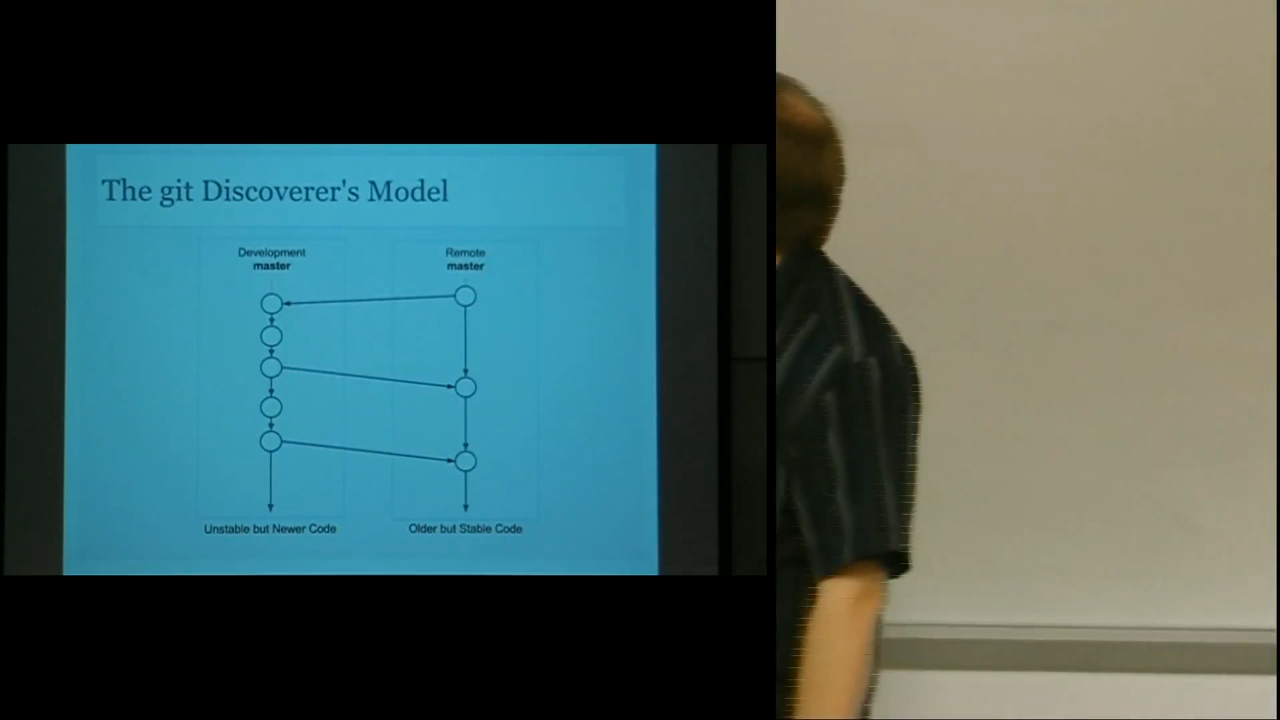 The git Discoverer's Model
Development
master
Remote
master
Unstable but Newer Code
Older but Stable Code